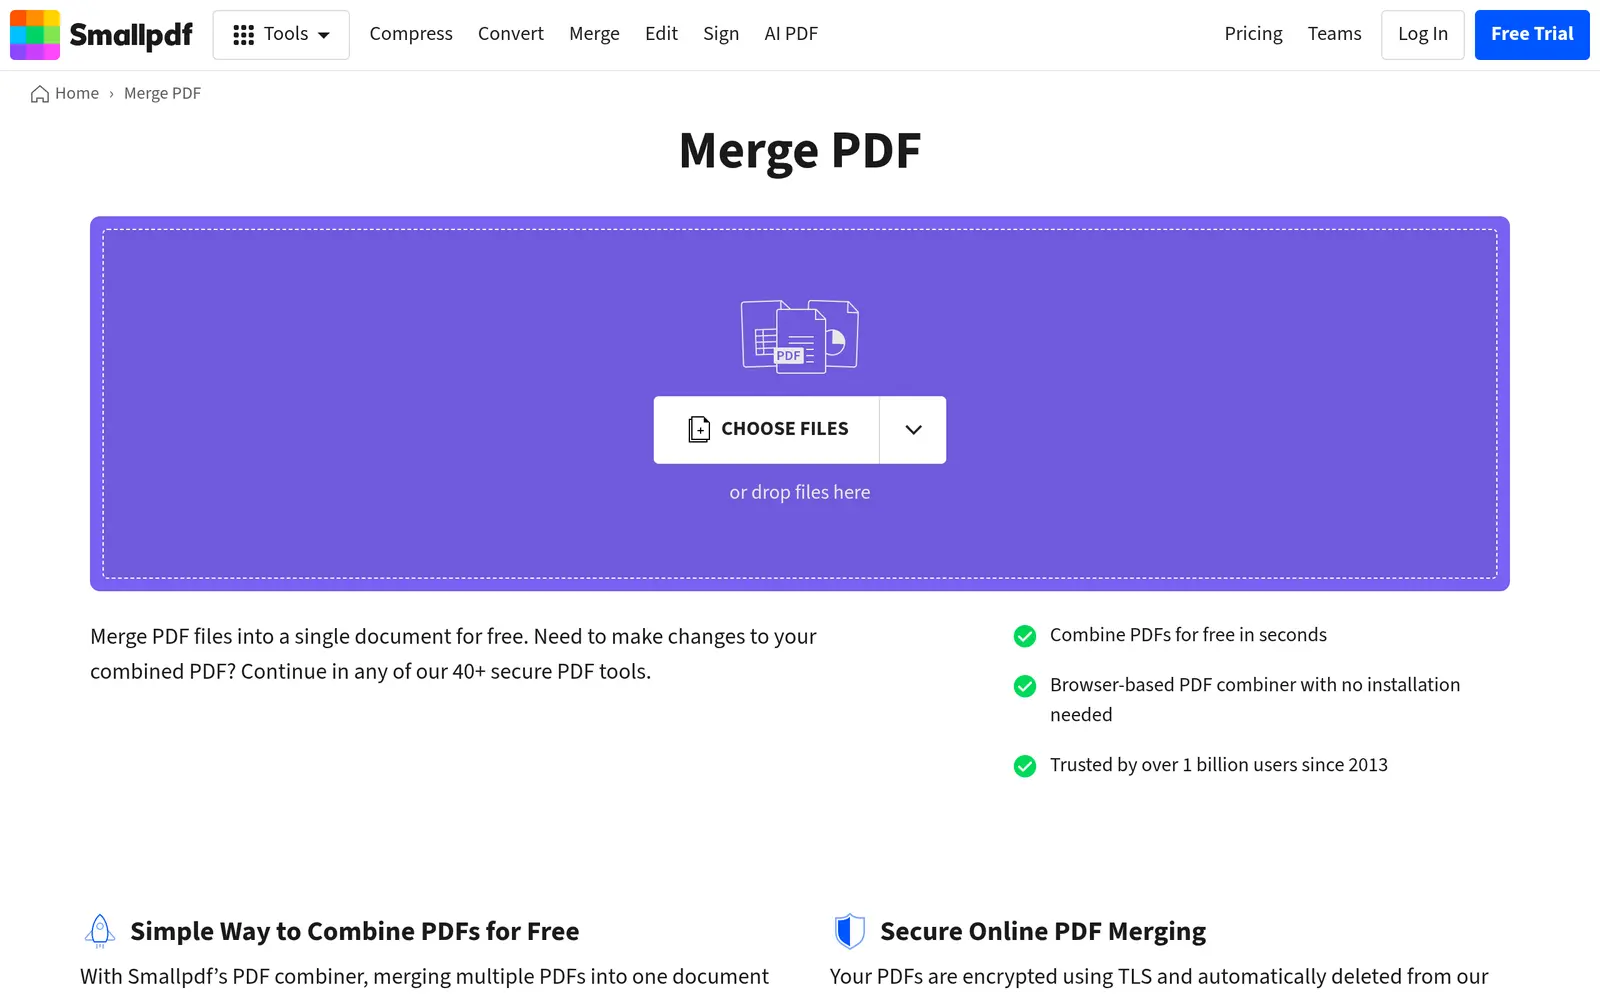 Smallpdf Tools Compress Convert Merge Edit Sign AI PDF Pricing Teams Log In Free Trial
Home › Merge PDF
Merge PDF
PDF
CHOOSE FILES
or drop files here
Merge PDF files into a single document for free. Need to make changes to your
combined PDF? Continue in any of our 40+ secure PDF tools.
Combine PDFs for free in seconds
Browser-based PDF combiner with no installation
needed
Trusted by over 1 billion users since 2013
Simple Way to Combine PDFs for Free
With Smallpdf’s PDF combiner, merging multiple PDFs into one document
Secure Online PDF Merging
Your PDFs are encrypted using TLS and automatically deleted from our